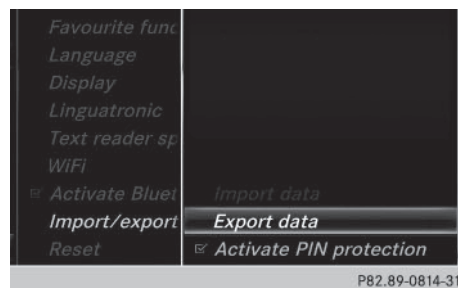 Favourite func
Language
Display
Linguatronic
Text reader sp
WiFi
Activate Bluet
Import/export
Reset
Import data
Export data
Activate PIN protection
P82.89-0814-31